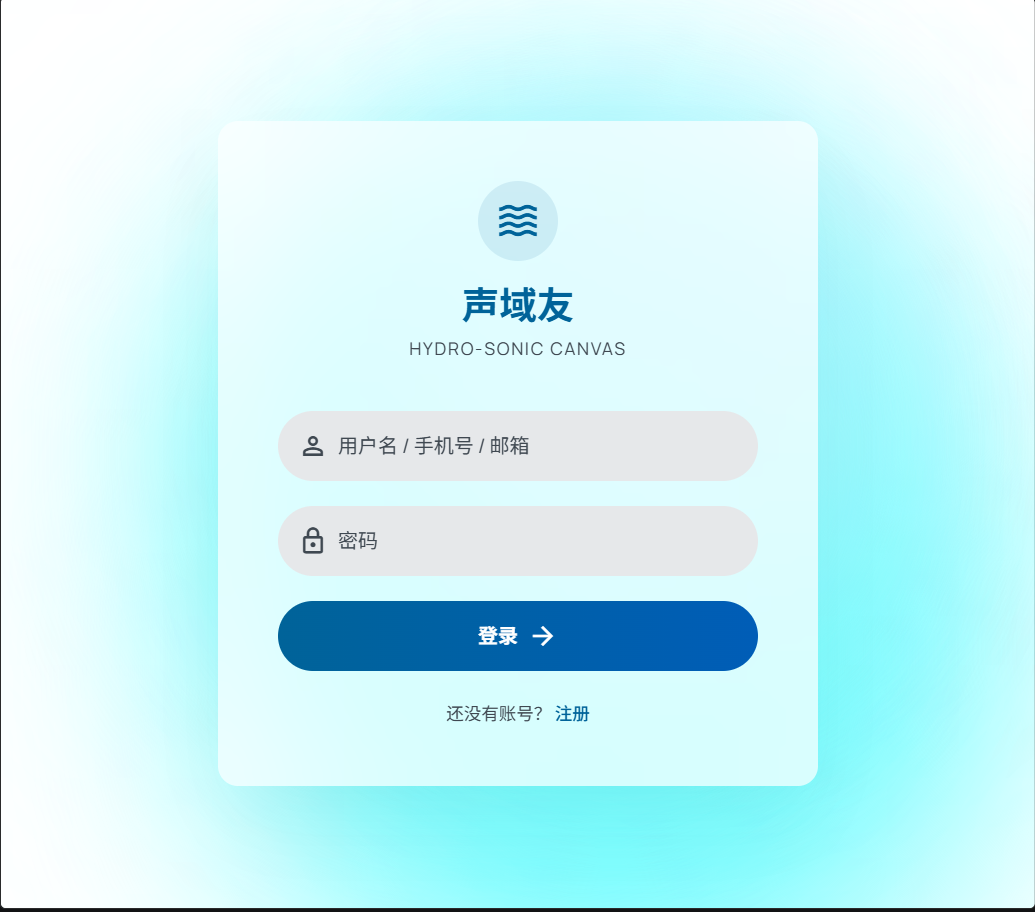 声域友
HYDRO-SONIC CANVAS
用户名 / 手机号 / 邮箱
密码
登录
还没有账号? 注册